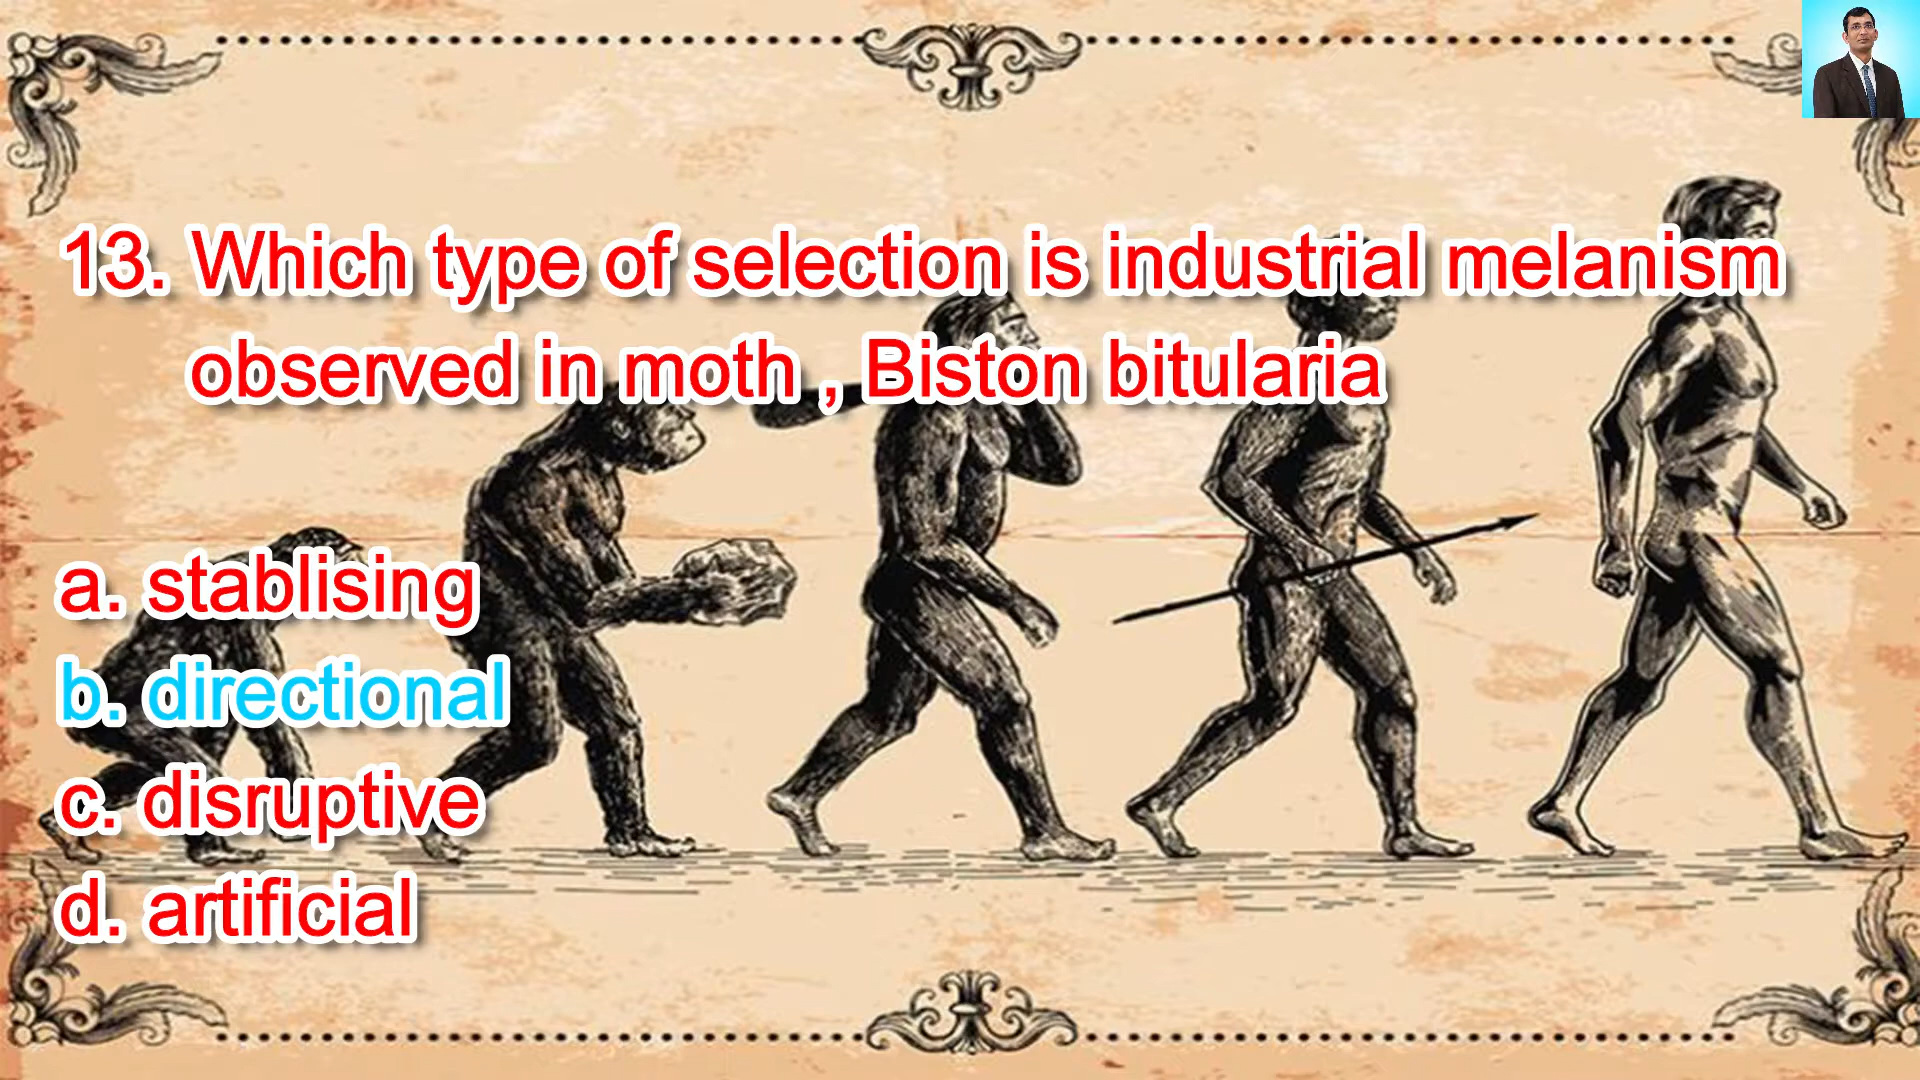 13. Which type of selection is industrial melanism
observed in moth , Biston bitularia
a. stablising
b. directional
c. disruptive
d. artificial